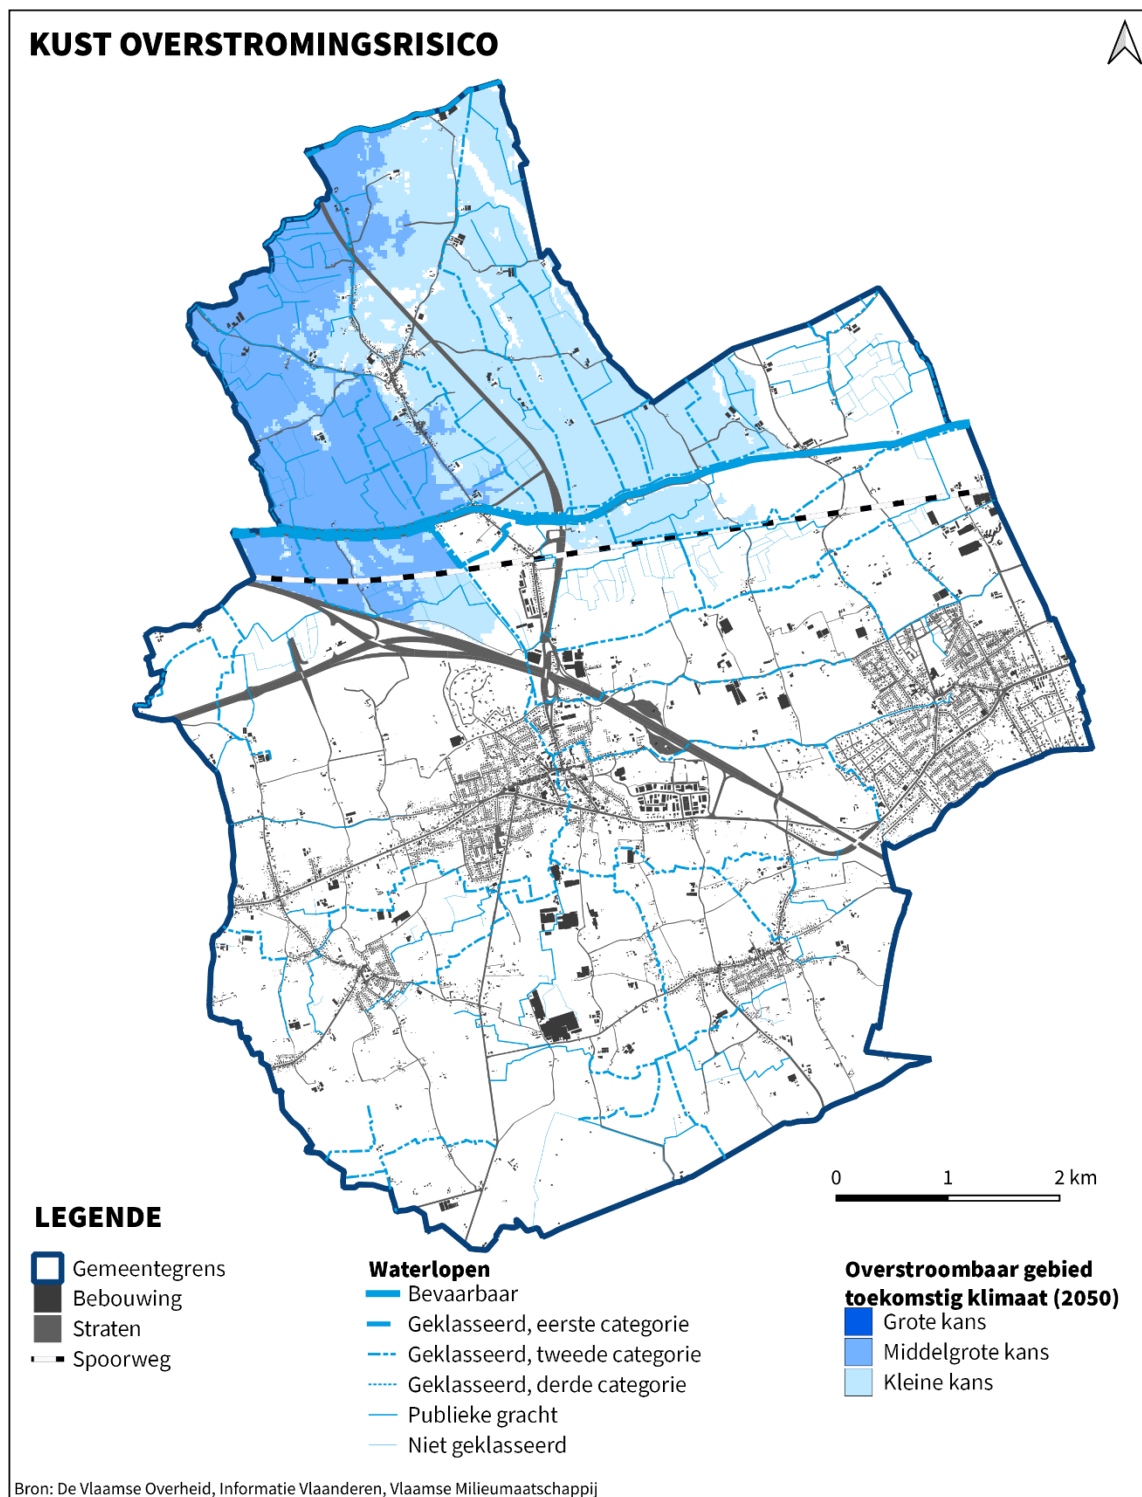 KUST OVERSTROMINGSRISICO
0 1 2 km
LEGENDE
Gemeentegrens
Bebouwing
Straten
Spoorweg
Waterlopen
Bevaarbaar
Geklasseerd, eerste categorie
Geklasseerd, tweede categorie
Geklasseerd, derde categorie
Publieke gracht
Niet geklasseerd
Overstroombaar gebied
toekomstig klimaat (2050)
Grote kans
Middelgrote kans
Kleine kans
Bron: De Vlaamse Overheid, Informatie Vlaanderen, Vlaamse Milieumaatschappij